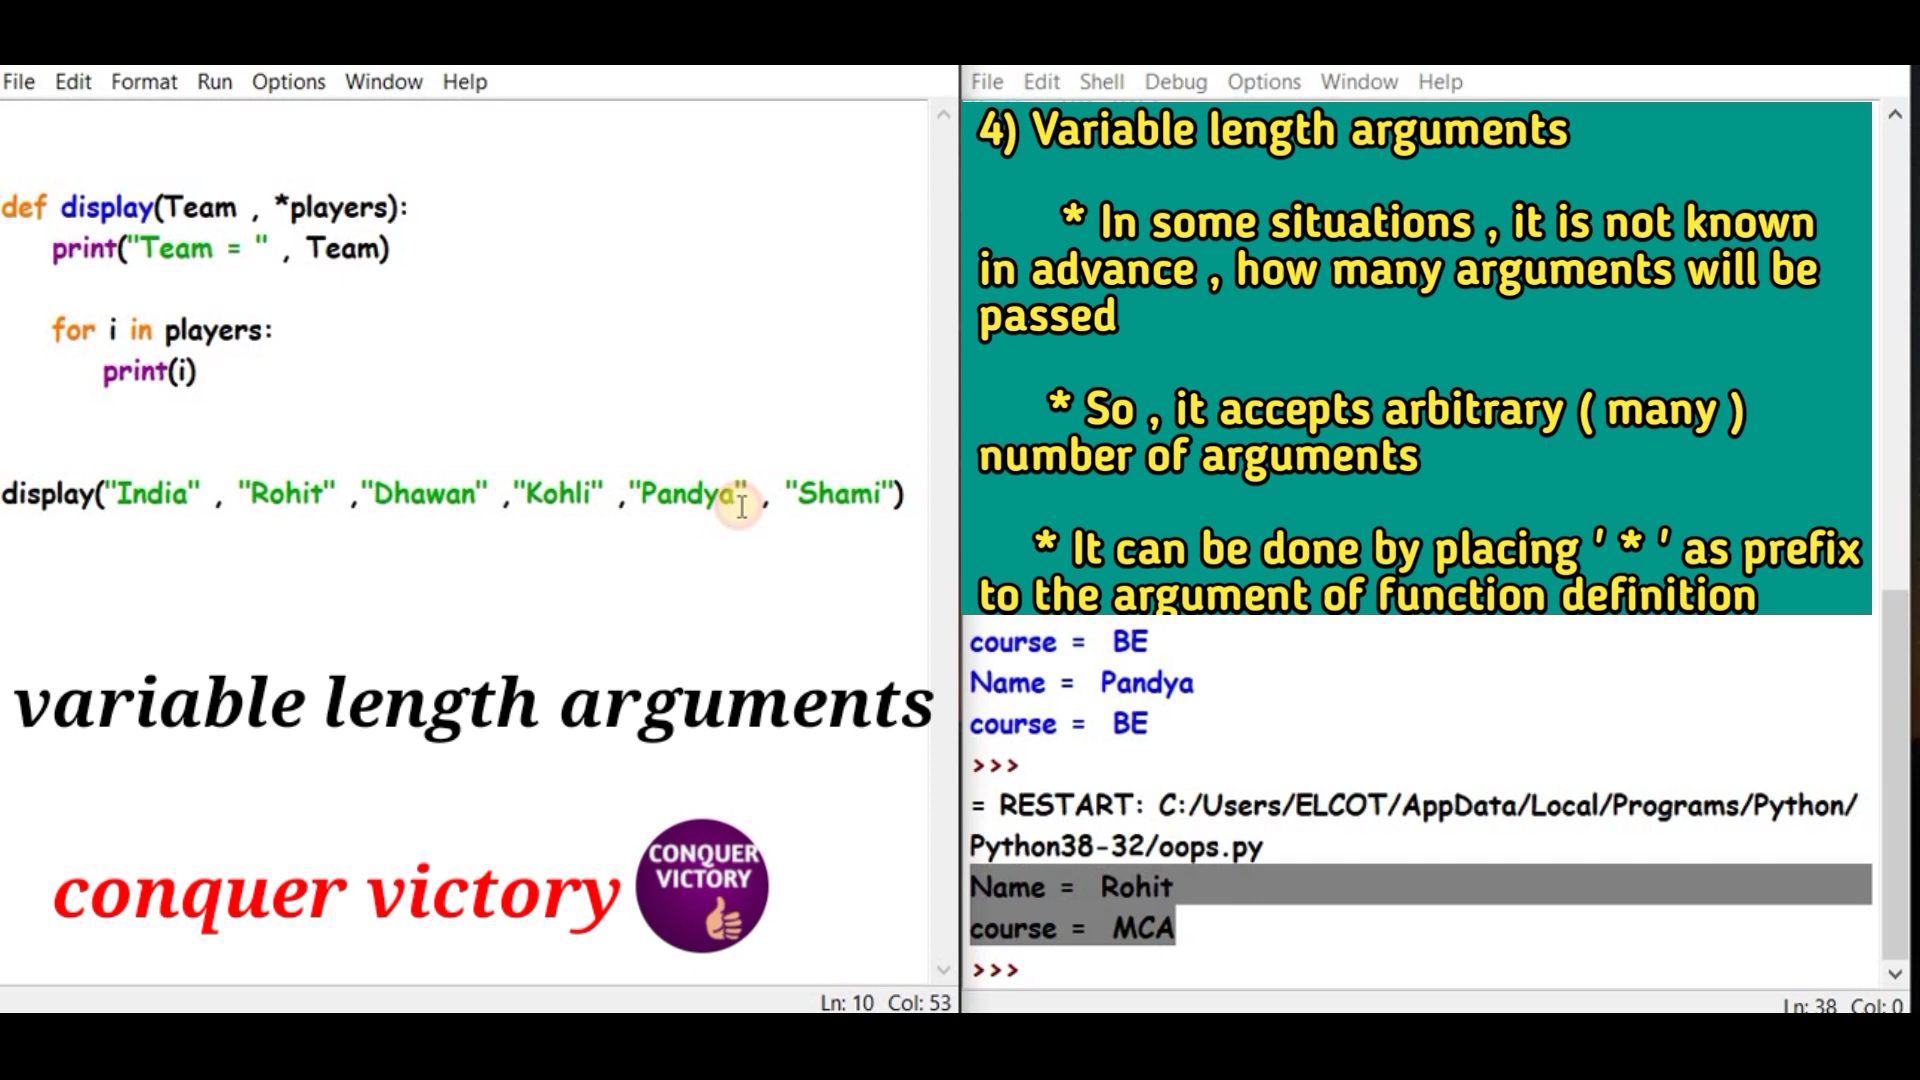 File Edit Format Run Options Window Help
def display(Team , *players):
print("Team = " , Team)
for i in players:
print(i)
display("India" , "Rohit" ,"Dhawan" ,"Kohli" ,"Pandya" , "Shami")
variable length arguments
conquer victory
CONQUER
VICTORY
Ln: 10 Col: 53
File Edit Shell Debug Options Window Help
4) Variable length arguments
* In some situations , it is not known
in advance , how many arguments will be
passed
* So , it accepts arbitrary ( many )
number of arguments
* It can be done by placing ' * ' as prefix
to the argument of function definition
course = BE
Name = Pandya
course = BE
>>>
= RESTART: C:/Users/ELCOT/AppData/Local/Programs/Python/
Python38-32/oops.py
Name = Rohit
course = MCA
>>>
Ln: 38 Col: 0